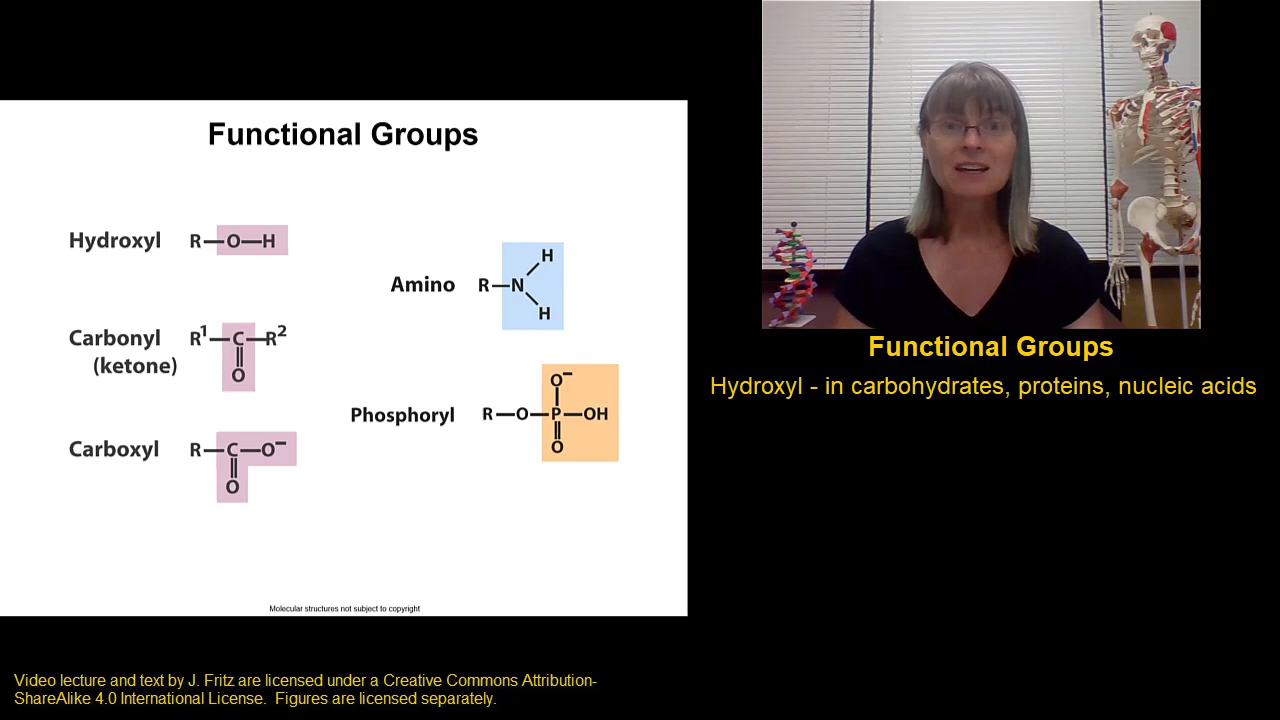 Functional Groups
Hydroxyl R—O—H
Carbonyl R¹—C—R²
(ketone) O
Carboxyl R—C—O⁻
O
H
Amino R—N
H
O⁻
Phosphoryl R—O—P—OH
O
Molecular structures not subject to copyright
Functional Groups
Hydroxyl - in carbohydrates, proteins, nucleic acids
Video lecture and text by J. Fritz are licensed under a Creative Commons Attribution-
ShareAlike 4.0 International License.  Figures are licensed separately.